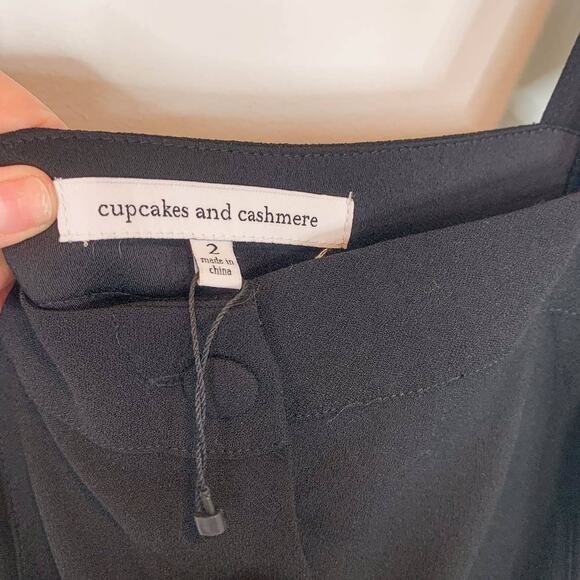 cupcakes and cashmere
2
made in
china